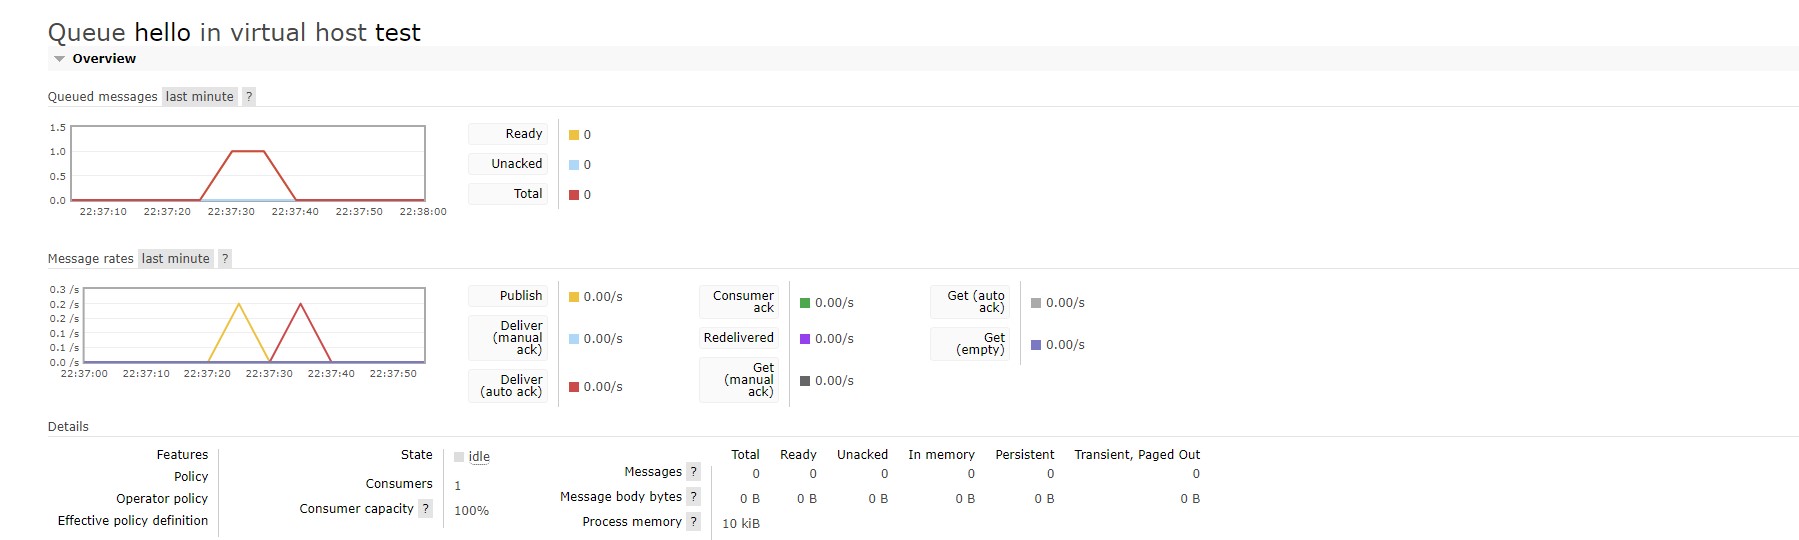 Queue hello in virtual host test
Overview
Queued messages last minute ?
1.5
1.0
0.5
0.0
22:37:10 22:37:20 22:37:30 22:37:40 22:37:50 22:38:00
Ready 0
Unacked 0
Total 0
Message rates last minute ?
0.3 /s
0.2 /s
0.2 /s
0.1 /s
0.1 /s
0.0 /s
22:37:00 22:37:10 22:37:20 22:37:30 22:37:40 22:37:50
Publish 0.00/s
Deliver
(manual 0.00/s
ack)
Deliver
(auto ack) 0.00/s
Consumer
ack 0.00/s
Redelivered 0.00/s
Get
(manual 0.00/s
ack)
Get (auto
ack) 0.00/s
Get
(empty) 0.00/s
Details
Features
Policy
Operator policy
Effective policy definition
State idle
Consumers 1
Consumer capacity ? 100%
Total Ready Unacked In memory Persistent Transient, Paged Out
Messages ? 0 0 0 0 0 0
Message body bytes ? 0 B 0 B 0 B 0 B 0 B 0 B
Process memory ? 10 kiB